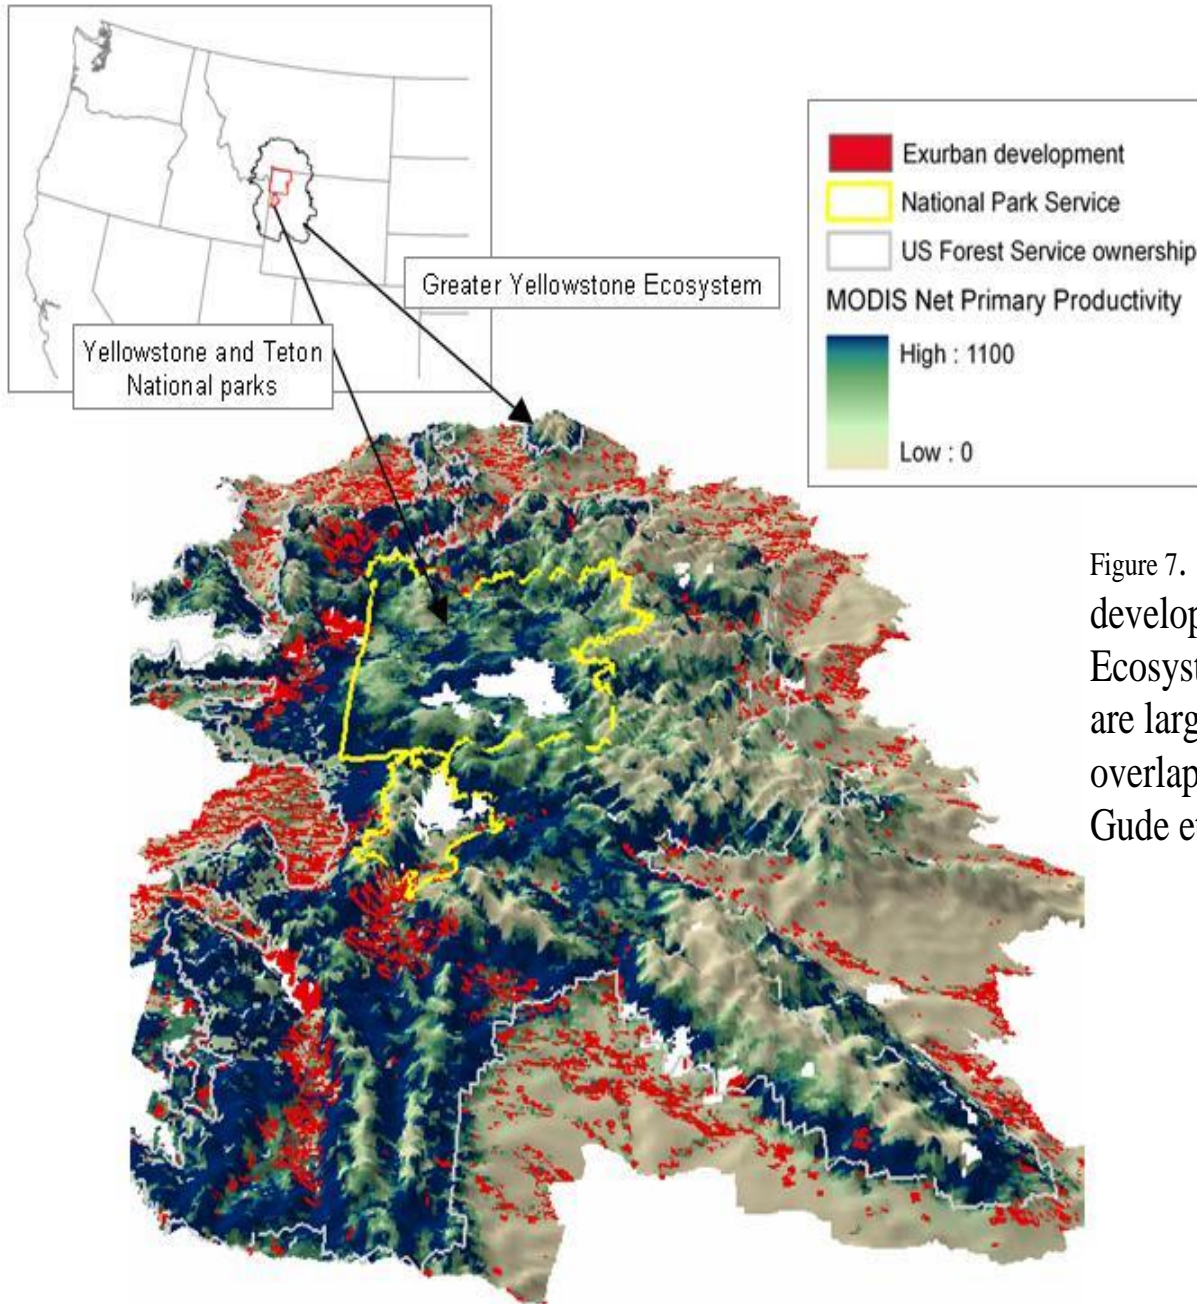 Greater Yellowstone Ecosystem
Yellowstone and Teton
National parks
Exurban development
National Park Service
US Forest Service ownership
MODIS Net Primary Productivity
High : 1100
Low : 0
Figure 7.
develop
Ecosyst
are larg
overlap
Gude e